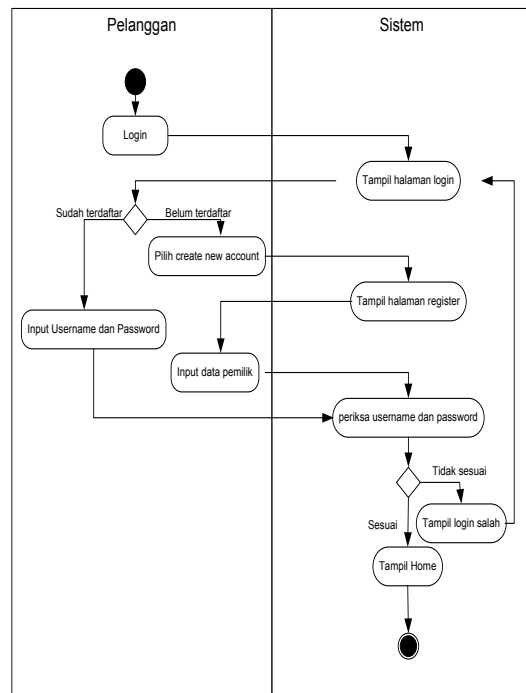 Pelanggan
Sistem
Login
Tampil halaman login
Sudah terdaftar
Belum terdaftar
Pilih create new account
Tampil halaman register
Input Username dan Password
Input data pemilik
periksa username dan password
Tidak sesuai
Tampil login salah
Sesuai
Tampil Home